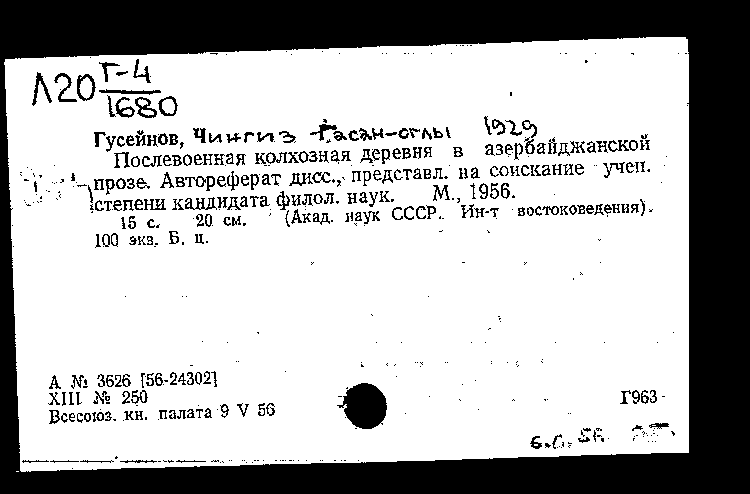 Л20 Г-4
1680
Гусейнов, Чингиз Гасан-оглы 1929
Послевоенная колхозная деревня в азербайджанской
прозе. Автореферат дисс., представл. на соискание учен.
степени кандидата филол. наук. М., 1956.
15 с. 20 см. (Акад. наук СССР. Ин-т востоковедения).
100 экз. Б. ц.
А № 3626 [56-24302]
XIII № 250
Всесоюз. кн. палата 9 V 56
Г963